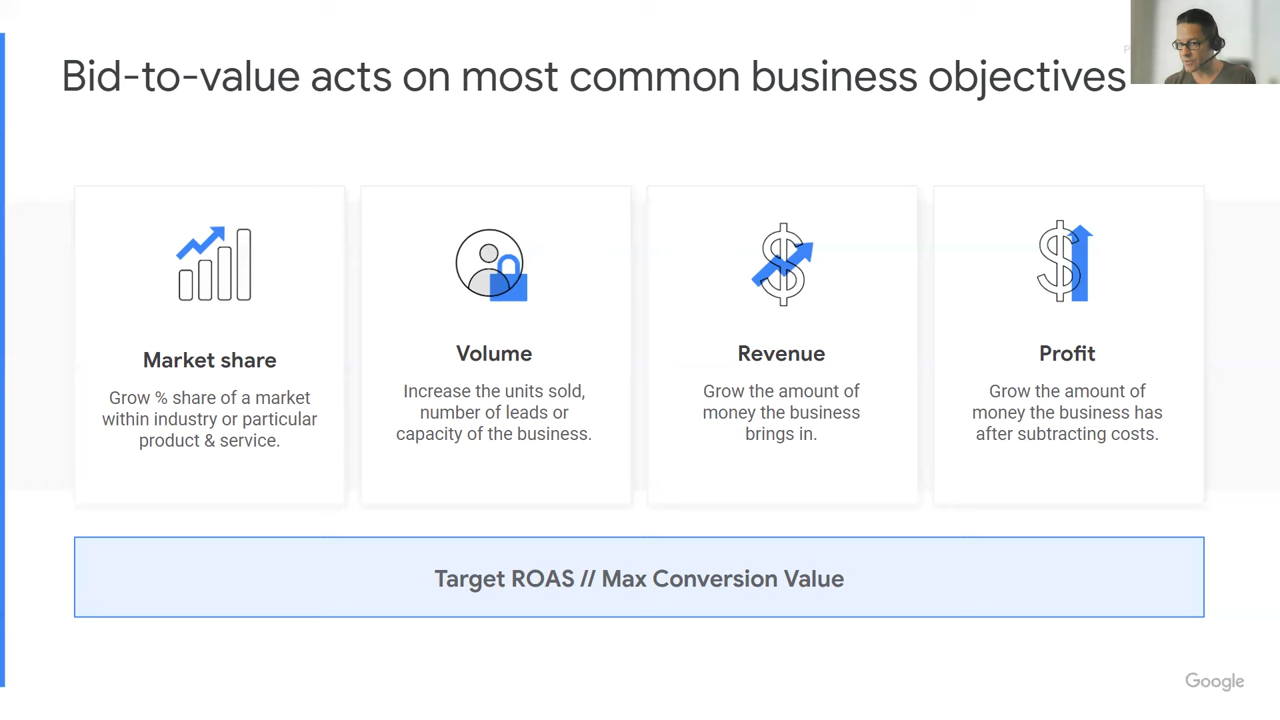 Bid-to-value acts on most common business objectives
Market share
Grow % share of a market
within industry or particular
product & service.
Volume
Increase the units sold,
number of leads or
capacity of the business.
Revenue
Grow the amount of
money the business
brings in.
Profit
Grow the amount of
money the business has
after subtracting costs.
Target ROAS // Max Conversion Value
Google